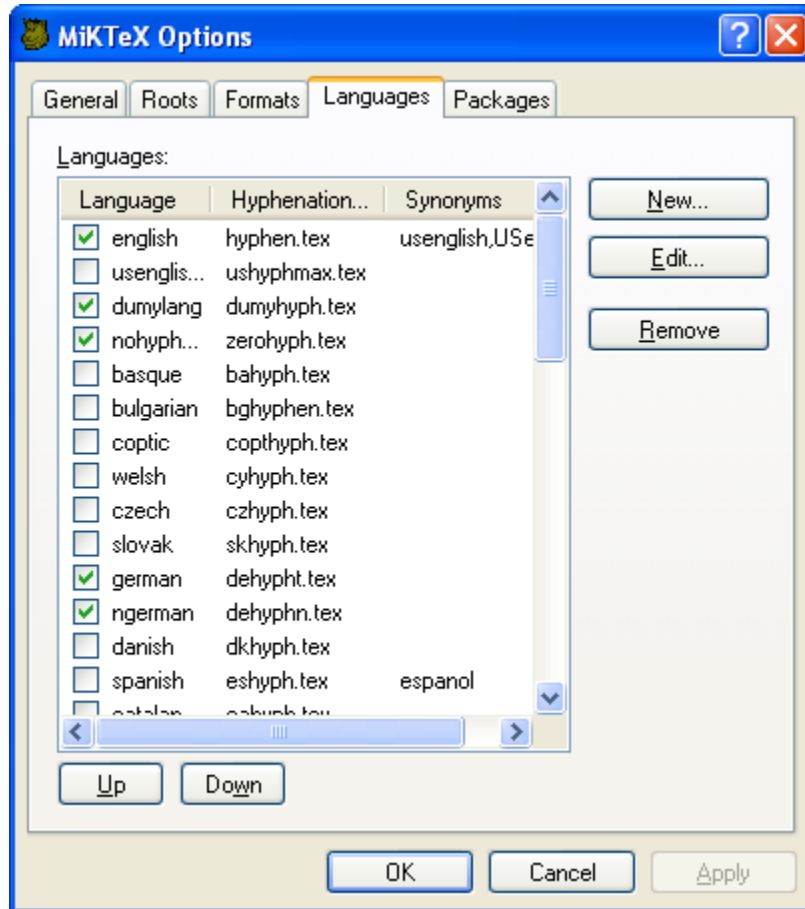 MiKTeX Options
General Roots Formats Languages Packages
Languages:
Language Hyphenation... Synonyms
english hyphen.tex usenglish,USe
usenglis... ushyphmax.tex
dumylang dumyhyph.tex
nohyph... zerohyph.tex
basque bahyph.tex
bulgarian bghyphen.tex
coptic copthyph.tex
welsh cyhyph.tex
czech czhyph.tex
slovak skhyph.tex
german dehypht.tex
ngerman dehyphn.tex
danish dkhyph.tex
spanish eshyph.tex espanol
New...
Edit...
Remove
Up Down
OK Cancel Apply